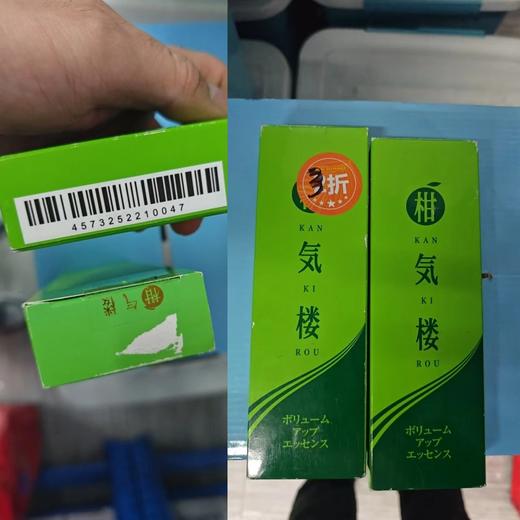 4573252210047
柑気楼
3折
KAN
気
KI
楼
ROU
ボリューム
アップ
エッセンス
柑
KAN
気
KI
楼
ROU
ボリューム
アップ
エッセンス